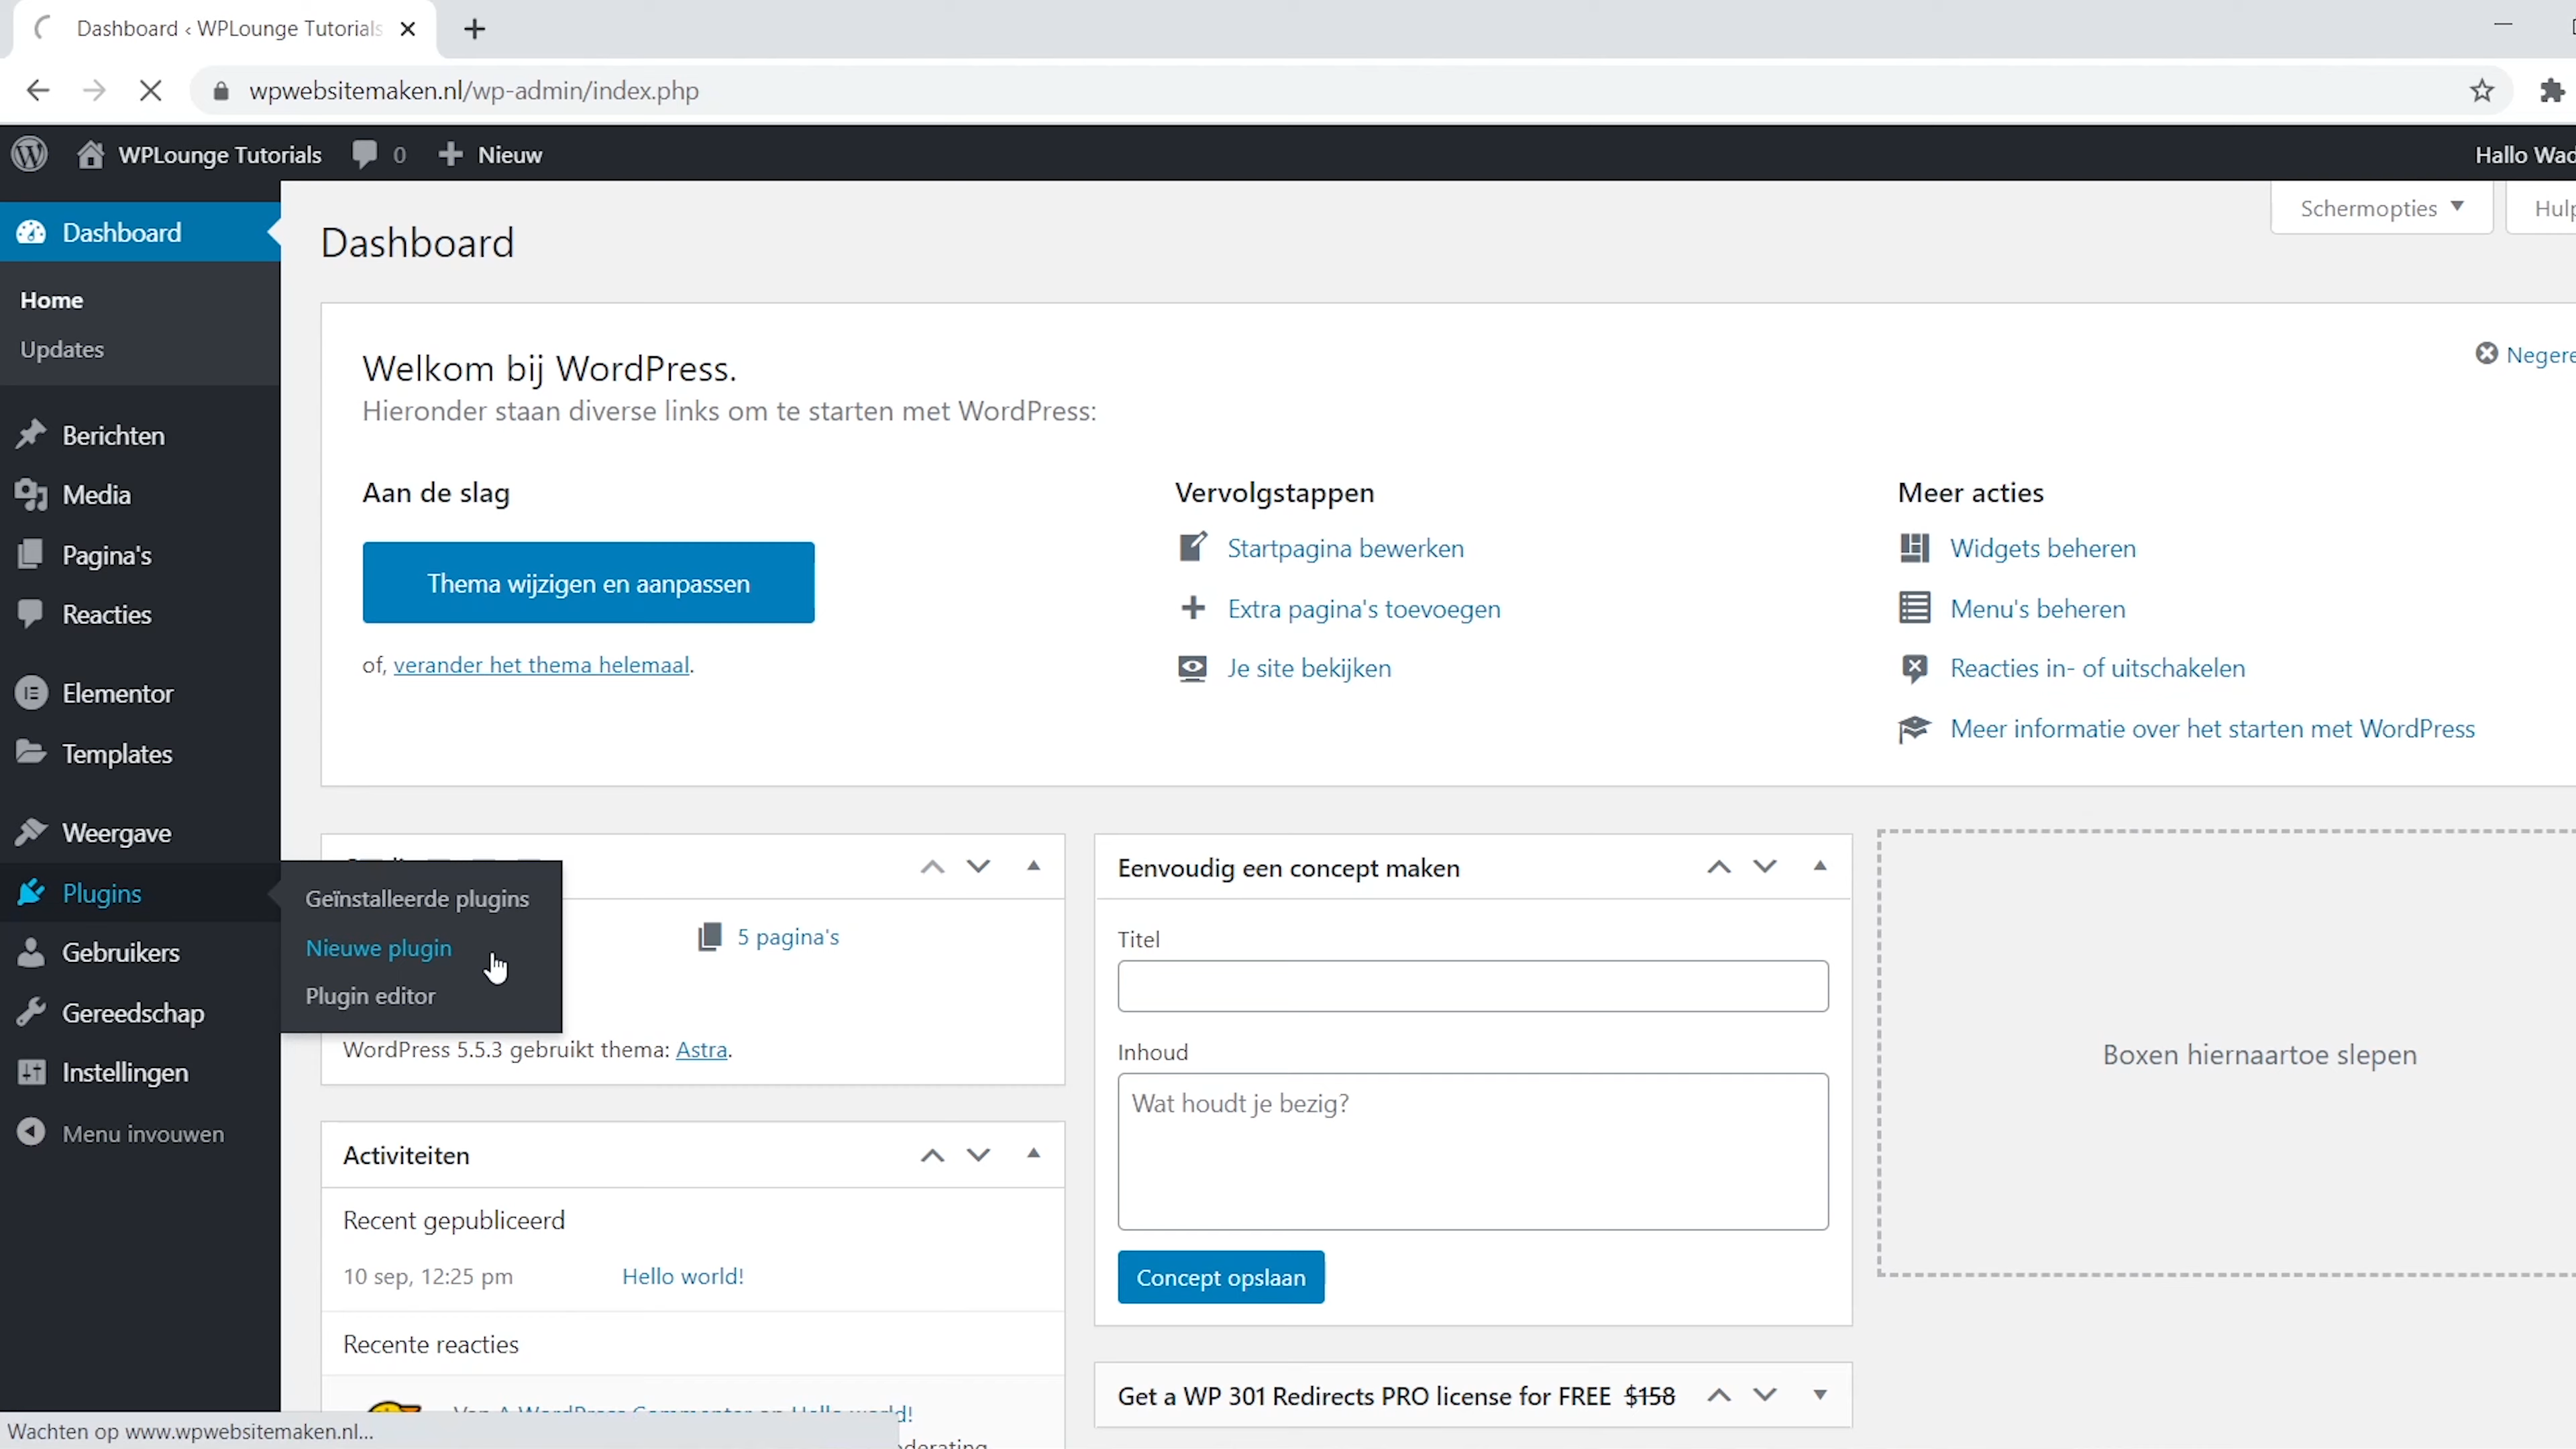 Dashboard ‹ WPLounge Tutorials
wpwebsitemaken.nl/wp-admin/index.php
WPLounge Tutorials 0 Nieuw
Hallo
Dashboard
Home
Updates
Berichten
Media
Pagina's
Reacties
Elementor
Templates
Weergave
Plugins
Gebruikers
Gereedschap
Instellingen
Menu invouwen
Geïnstalleerde plugins
Nieuwe plugin
Plugin editor
Dashboard
Schermopties
Welkom bij WordPress.
Hieronder staan diverse links om te starten met WordPress:
Aan de slag
Thema wijzigen en aanpassen
of, verander het thema helemaal.
Vervolgstappen
Startpagina bewerken
Extra pagina's toevoegen
Je site bekijken
Meer acties
Widgets beheren
Menu's beheren
Reacties in- of uitschakelen
Meer informatie over het starten met WordPress
5 pagina's
WordPress 5.5.3 gebruikt thema: Astra.
Activiteiten
Recent gepubliceerd
10 sep, 12:25 pm Hello world!
Recente reacties
Eenvoudig een concept maken
Titel
Inhoud
Wat houdt je bezig?
Concept opslaan
Get a WP 301 Redirects PRO license for FREE $158
Boxen hiernaartoe slepen
Wachten op www.wpwebsitemaken.nl...